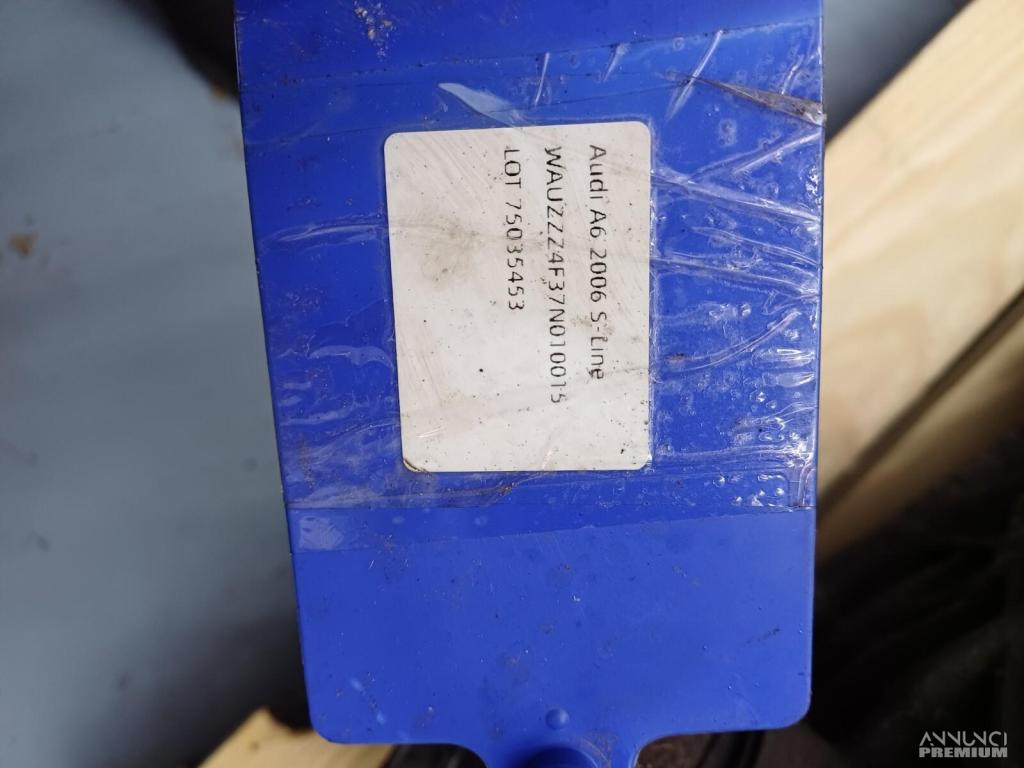 Audi A6 2006 S-Line
WAUZZZ4F37N010015
LOT 75035453
ANNUNCI
PREMIUM